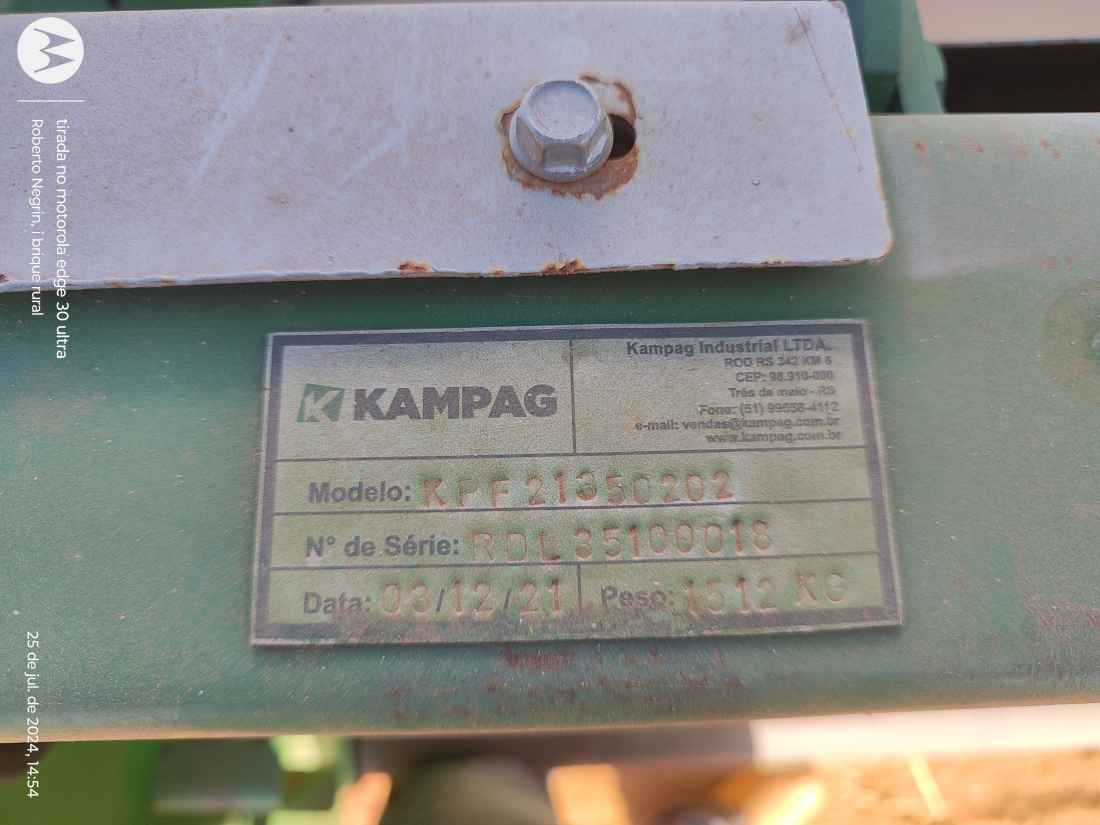 KAMPAG
Kampag Industrial LTDA.
ROD RS 342 KM 6
CEP: 98.910-000
Três de maio - RS
Fone: (51) 99658-4112
e-mail: vendas@kampag.com.br
www.kampag.com.br
Modelo: KPF21350202
N° de Série: RDL35100018
Data: 03/12/21 Peso: 1512 KG
tirada no motorola edge 30 ultra
Roberto Negrin, i brique rural
25 de jul. de 2024, 14:54